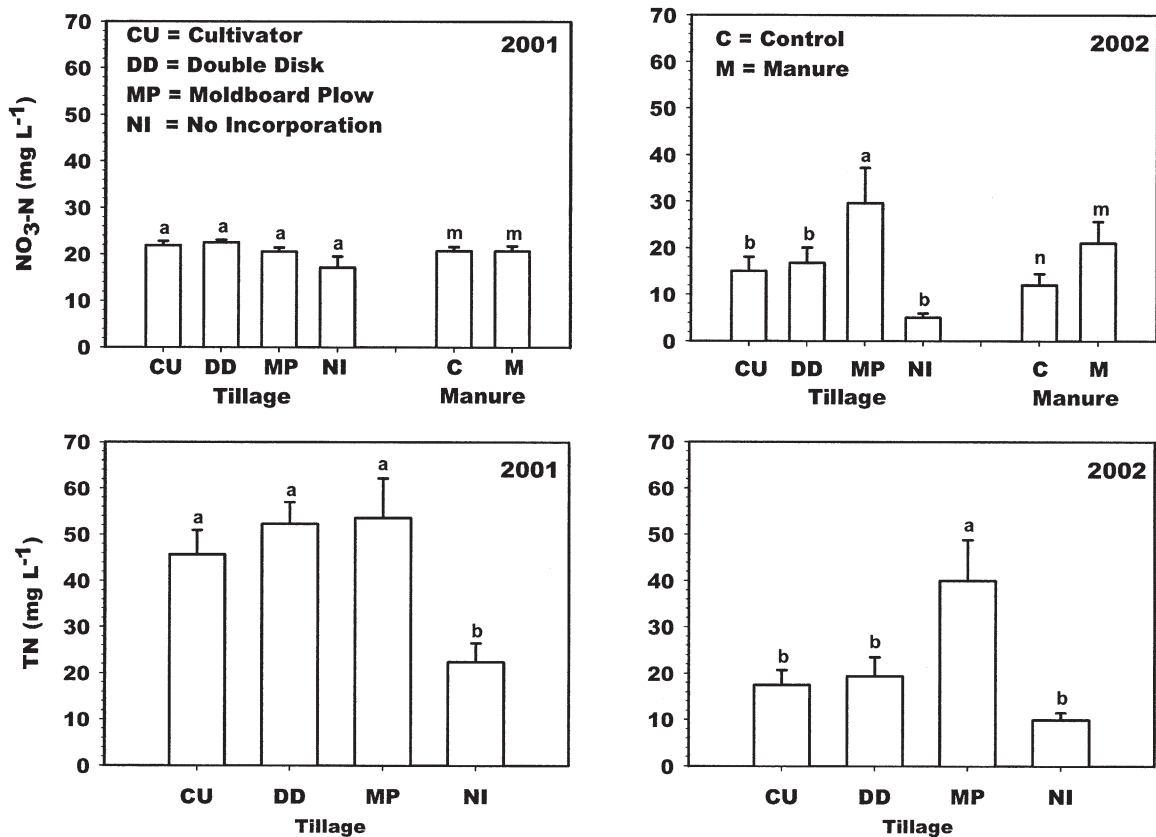 70
60
50
40
30
20
10
0
NO3-N (mg L-1)
CU = Cultivator
DD = Double Disk
MP = Moldboard Plow
NI = No Incorporation
2001
a
a
a
a
m
m
CU DD MP NI C M
Tillage Manure
70
60
50
40
30
20
10
0
C = Control
M = Manure
2002
b
b
a
b
n
m
CU DD MP NI C M
Tillage Manure
70
60
50
40
30
20
10
0
TN (mg L-1)
2001
a
a
a
b
CU DD MP NI
Tillage
70
60
50
40
30
20
10
0
2002
b
b
a
b
CU DD MP NI
Tillage